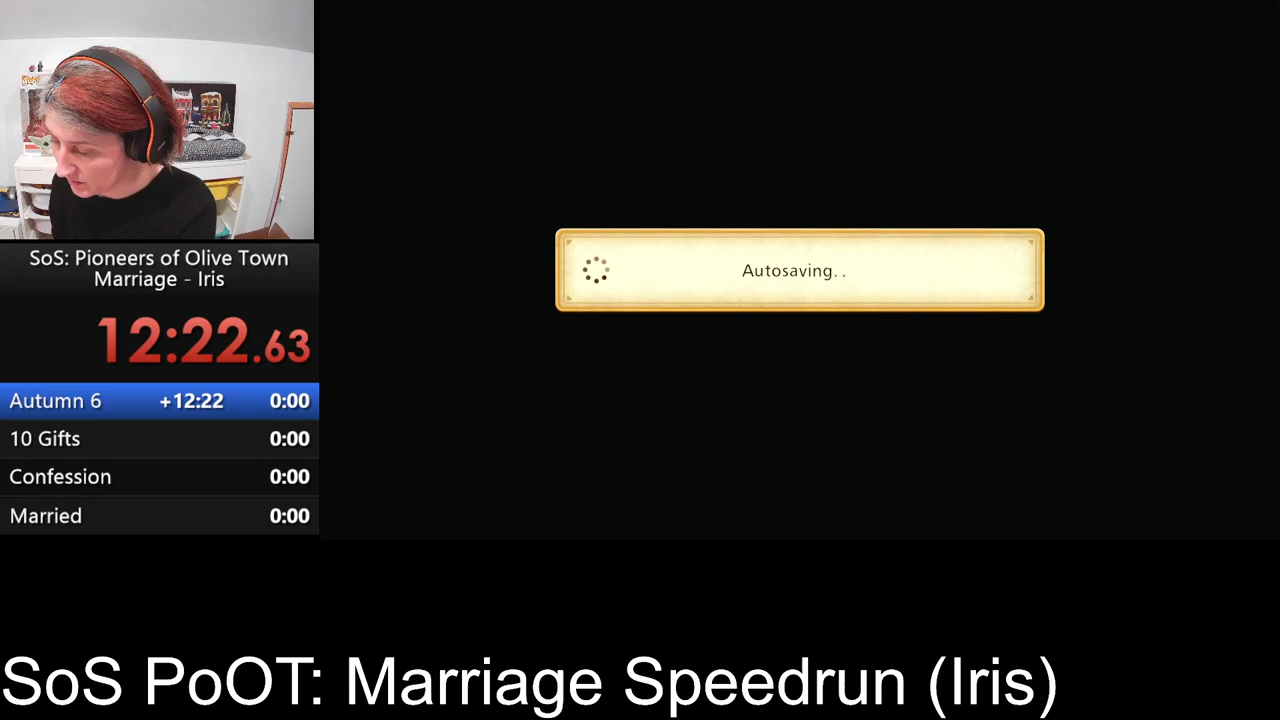 SoS: Pioneers of Olive Town
Marriage - Iris
12:22.63
Autumn 6 +12:22 0:00
10 Gifts 0:00
Confession 0:00
Married 0:00
Autosaving. .
SoS PoOT: Marriage Speedrun (Iris)